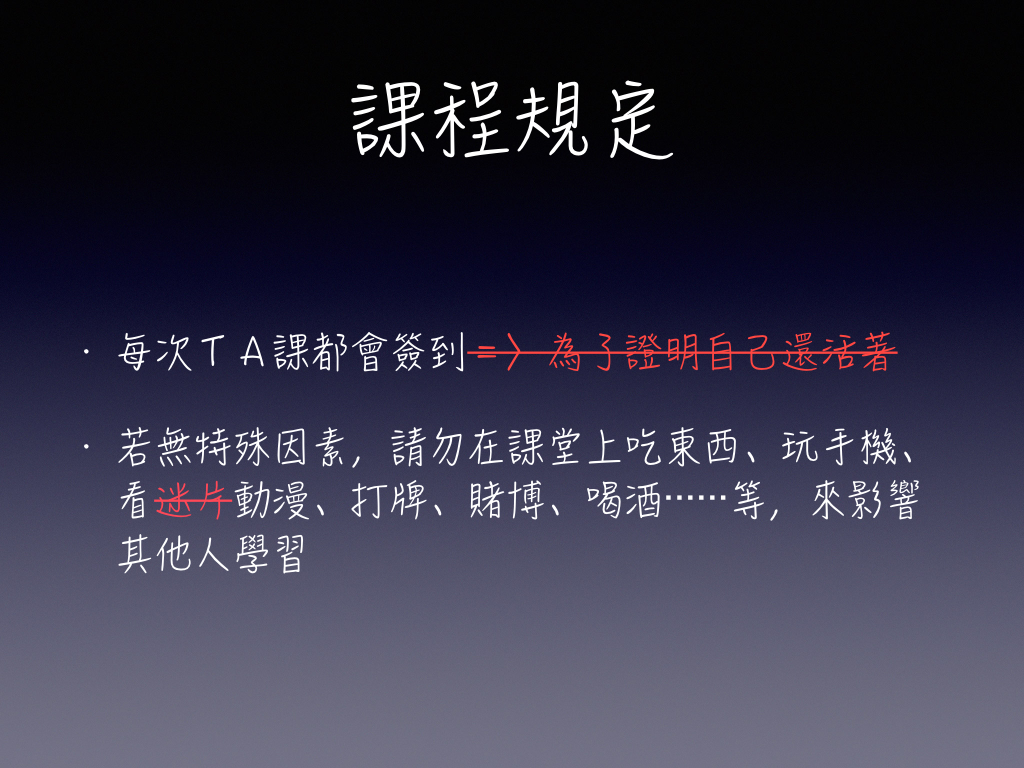 課程規定
• 每次ＴＡ課都會簽到=〉為了證明自己還活著
• 若無特殊因素，請勿在課堂上吃東西、玩手機、
看迷片動漫、打牌、賭博、喝酒……等，來影響
其他人學習